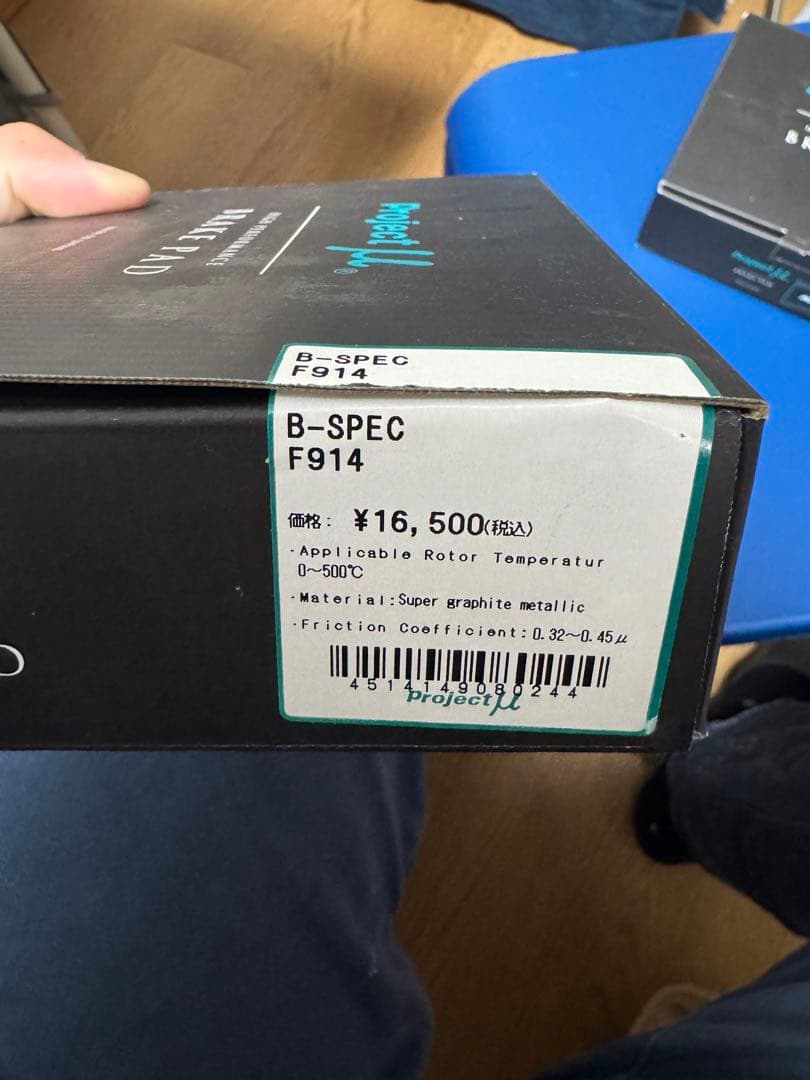 Project μ®
HIGH PERFORMANCE
BRAKE PAD
B-SPEC
F914
B-SPEC
F914
価格: ¥16,500(税込)
·Applicable Rotor Temperatur
0~500℃
·Material:Super graphite metallic
·Friction Coefficient:0.32~0.45μ
4514149080244
Project μ
Project μ